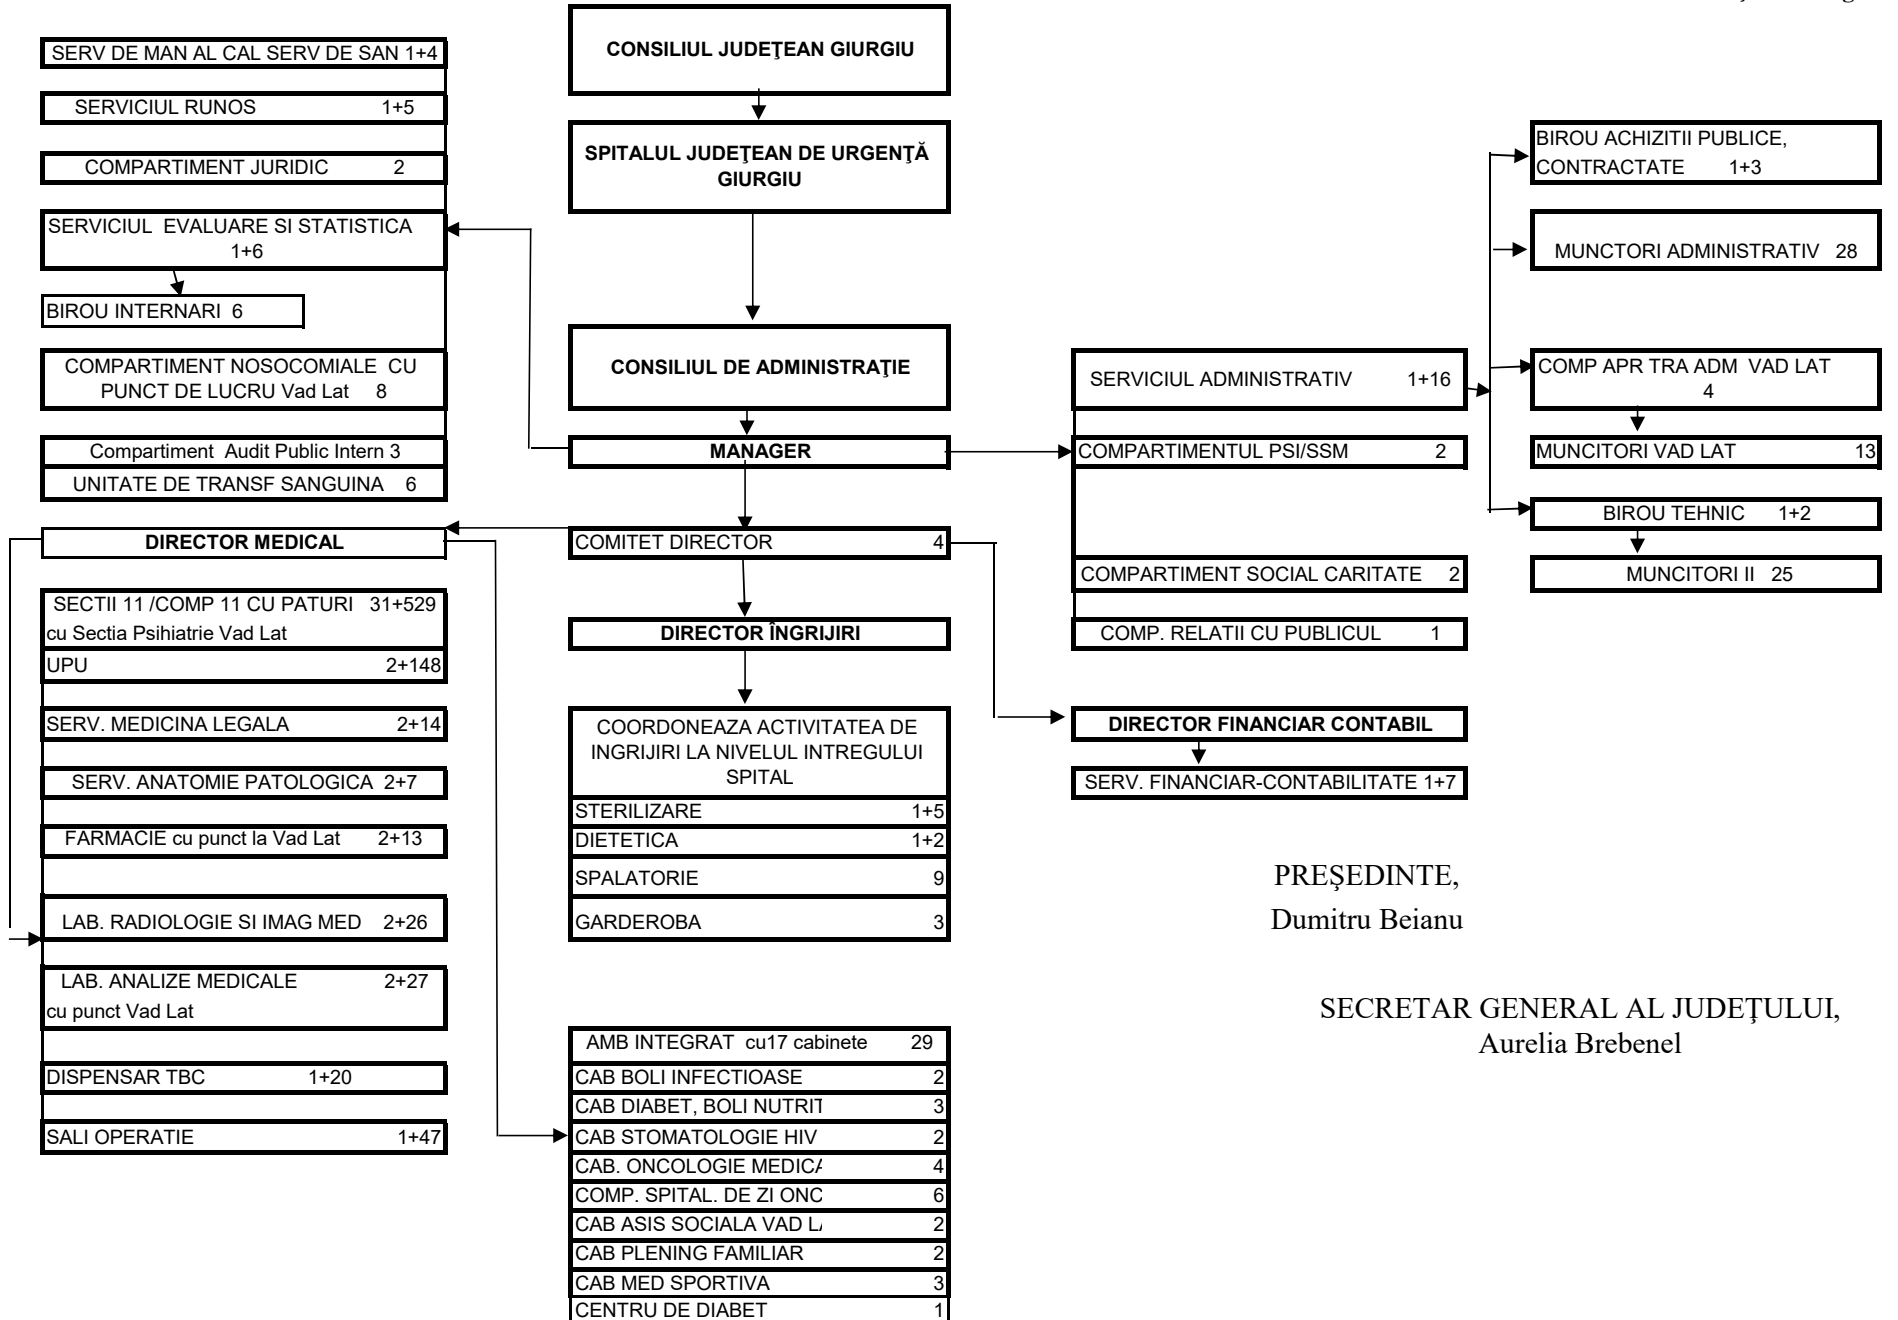 SERV DE MAN AL CAL SERV DE SAN 1+4
SERVICIUL RUNOS 1+5
COMPARTIMENT JURIDIC 2
SERVICIUL EVALUARE SI STATISTICA
1+6
BIROU INTERNARI 6
COMPARTIMENT NOSOCOMIALE CU
PUNCT DE LUCRU Vad Lat 8
Compartiment Audit Public Intern 3
UNITATE DE TRANSF SANGUINA 6
DIRECTOR MEDICAL
SECTII 11 /COMP 11 CU PATURI 31+529
cu Sectia Psihiatrie Vad Lat
UPU 2+148
SERV. MEDICINA LEGALA 2+14
SERV. ANATOMIE PATOLOGICA 2+7
FARMACIE cu punct la Vad Lat 2+13
LAB. RADIOLOGIE SI IMAG MED 2+26
LAB. ANALIZE MEDICALE 2+27
cu punct Vad Lat
DISPENSAR TBC 1+20
SALI OPERATIE 1+47
CONSILIUL JUDEŢEAN GIURGIU
SPITALUL JUDEŢEAN DE URGENŢĂ
GIURGIU
CONSILIUL DE ADMINISTRAŢIE
MANAGER
COMITET DIRECTOR 4
DIRECTOR ÎNGRIJIRI
COORDONEAZA ACTIVITATEA DE
INGRIJIRI LA NIVELUL INTREGULUI
SPITAL
STERILIZARE 1+5
DIETETICA 1+2
SPALATORIE 9
GARDEROBA 3
AMB INTEGRAT cu17 cabinete 29
CAB BOLI INFECTIOASE 2
CAB DIABET, BOLI NUTRIT 3
CAB STOMATOLOGIE HIV 2
CAB. ONCOLOGIE MEDICA 4
COMP. SPITAL. DE ZI ONC 6
CAB ASIS SOCIALA VAD LA 2
CAB PLENING FAMILIAR 2
CAB MED SPORTIVA 3
CENTRU DE DIABET 1
SERVICIUL ADMINISTRATIV 1+16
COMPARTIMENTUL PSI/SSM 2
COMPARTIMENT SOCIAL CARITATE 2
COMP. RELATII CU PUBLICUL 1
DIRECTOR FINANCIAR CONTABIL
SERV. FINANCIAR-CONTABILITATE 1+7
BIROU ACHIZITII PUBLICE,
CONTRACTATE 1+3
MUNCTORI ADMINISTRATIV 28
COMP APR TRA ADM VAD LAT
4
MUNCITORI VAD LAT 13
BIROU TEHNIC 1+2
MUNCITORI II 25
PREŞEDINTE,
Dumitru Beianu
SECRETAR GENERAL AL JUDEŢULUI,
Aurelia Brebenel